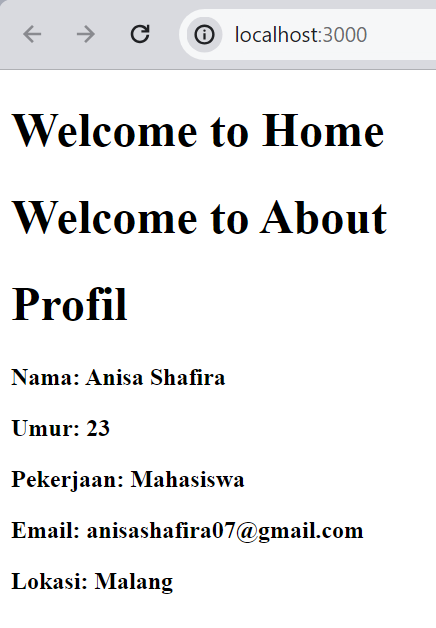 localhost:3000
Welcome to Home
Welcome to About
Profil
Nama: Anisa Shafira
Umur: 23
Pekerjaan: Mahasiswa
Email: anisashafira07@gmail.com
Lokasi: Malang